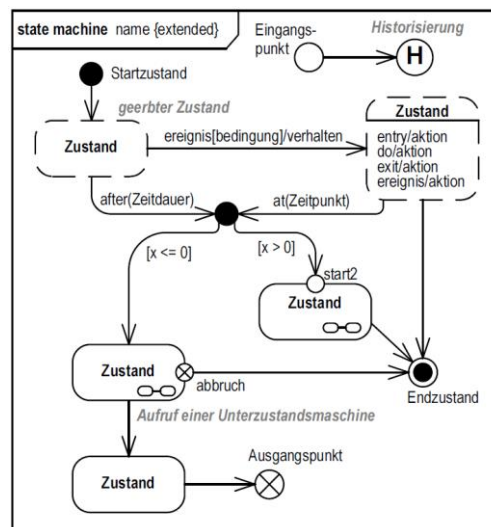 state machine name {extended}
Eingangs-
punkt
Historisierung
H
Startzustand
geerbter Zustand
Zustand
ereignis[bedingung]/verhalten
Zustand
entry/aktion
do/aktion
exit/aktion
ereignis/aktion
after(Zeitdauer)
at(Zeitpunkt)
[x <= 0]
[x > 0]
start2
Zustand
Zustand
abbruch
Endzustand
Aufruf einer Unterzustandsmaschine
Zustand
Ausgangspunkt